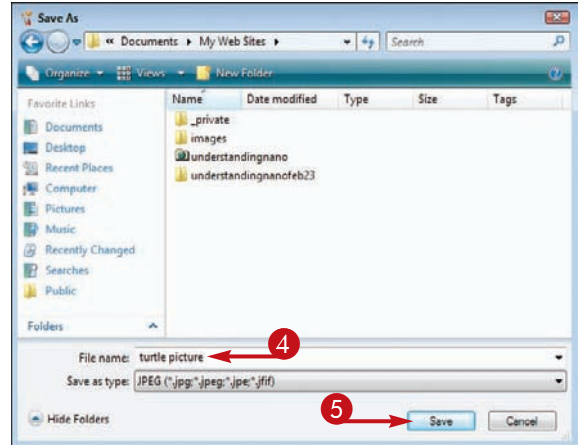 Save As
« Documents ▸ My Web Sites ▸ Search
Organize Views New Folder
Favorite Links
Name Date modified Type Size Tags
Documents
Desktop
Recent Places
Computer
Pictures
Music
Recently Changed
Searches
Public
_private
images
understandingnano
understandingnanofeb23
Folders
4
File name: turtle picture
Save as type: JPEG (*.jpg;*.jpeg;*.jpe;*.jfif)
5
Hide Folders Save Cancel